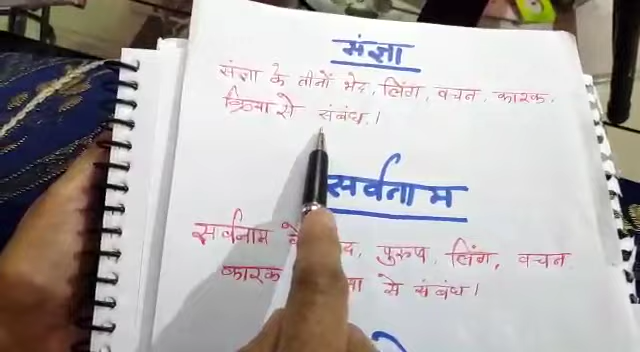 संज्ञा
संज्ञा के तीनों भेद, लिंग, वचन, कारक,
क्रिया से संबंध।
सर्वनाम
सर्वनाम पुरुष, लिंग, वचन
कारक से संबंध।